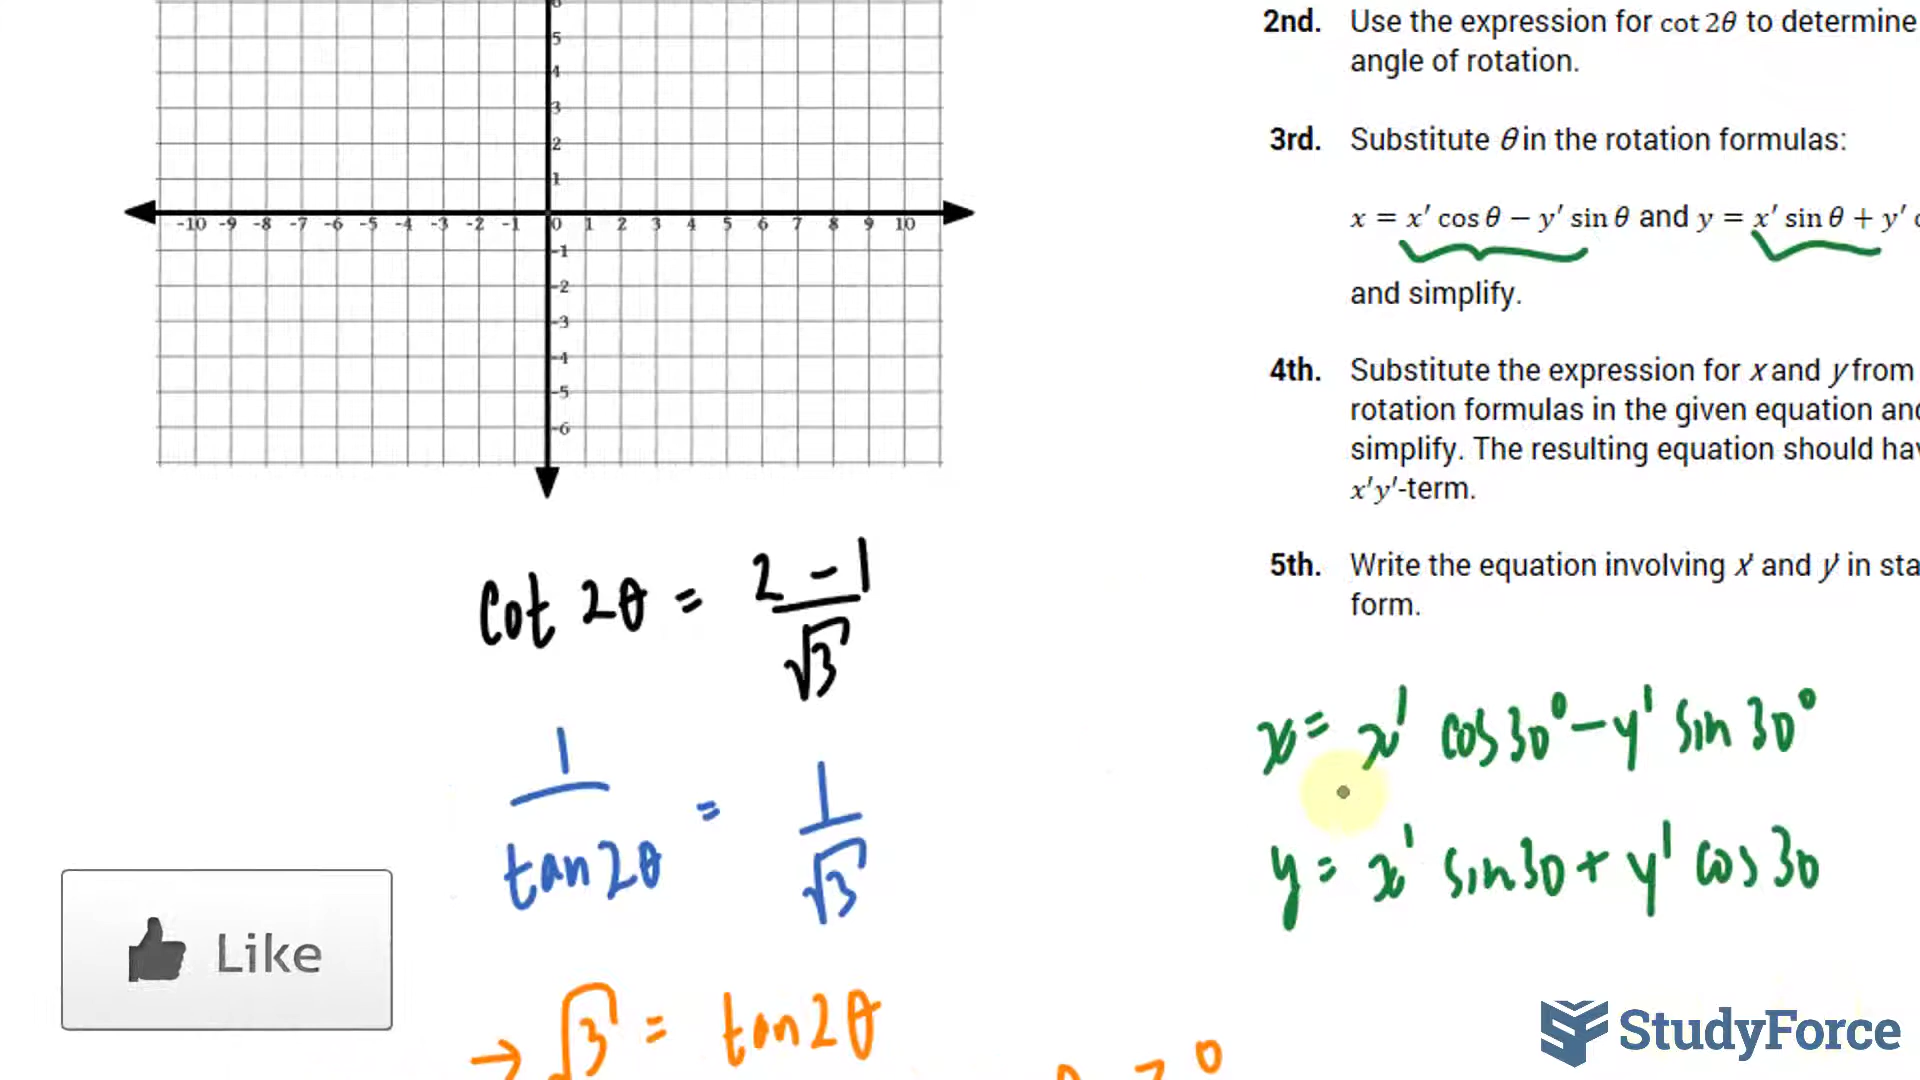 6
5
4
3
2
1
-10 -9 -8 -7 -6 -5 -4 -3 -2 -1 0 1 2 3 4 5 6 7 8 9 10
-1
-2
-3
-4
-5
-6
cot 2θ = 2 - 1 / √3
1 / tan 2θ = 1 / √3
→ √3 = tan 2θ
Like
2nd. Use the expression for cot 2θ to determine
angle of rotation.
3rd. Substitute θ in the rotation formulas:
x = x′ cos θ − y′ sin θ and y = x′ sin θ + y′
and simplify.
4th. Substitute the expression for x and y from
rotation formulas in the given equation and
simplify. The resulting equation should hav
x′y′-term.
5th. Write the equation involving x′ and y′ in sta
form.
x = x' cos 30° - y' sin 30°
y = x' sin 30 + y' cos 30
StudyForce